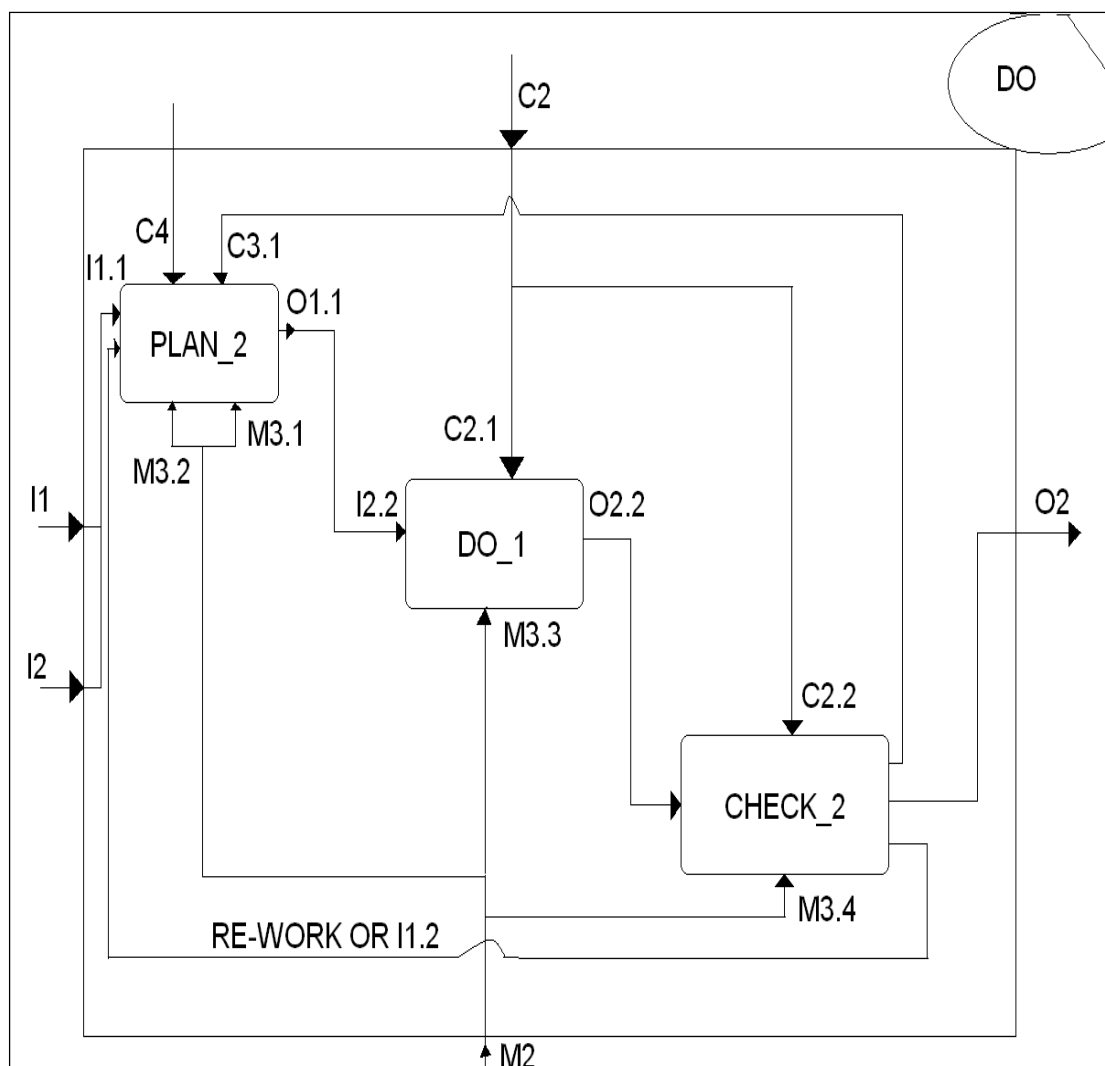 DO
C2
C4
C3.1
I1.1
O1.1
PLAN_2
M3.1
M3.2
C2.1
I1
I2.2
O2.2
O2
DO_1
M3.3
I2
C2.2
CHECK_2
M3.4
RE-WORK OR I1.2
M2